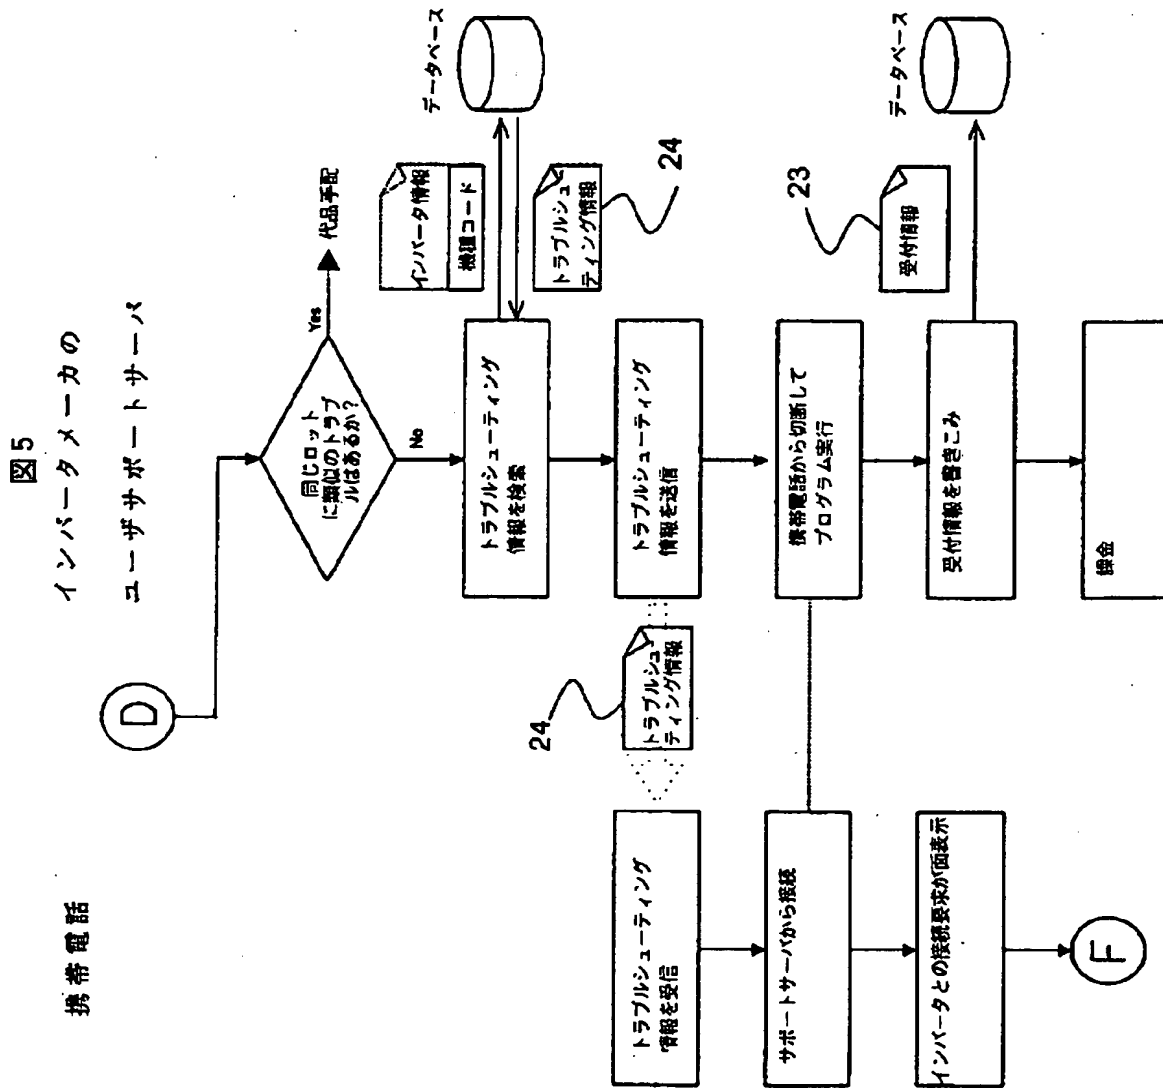 図5
インバータメーカの
ユーザサポートサーバ
携帯電話
D
同じロット
に類似のトラブ
ルはあるか?
Yes
代品手配
No
トラブルシューティング
情報を検索
インバータ情報
機種コード
トラブルシュー
ティング情報
24
データベース
トラブルシューティング
情報を送信
トラブルシュー
ティング情報
24
トラブルシューティング
情報を受信
携帯電話から切断して
プログラム実行
サポートサーバから接続
受付情報を書きこみ
受付情報
23
データベース
インバータとの接続要求が面表示
課金
F